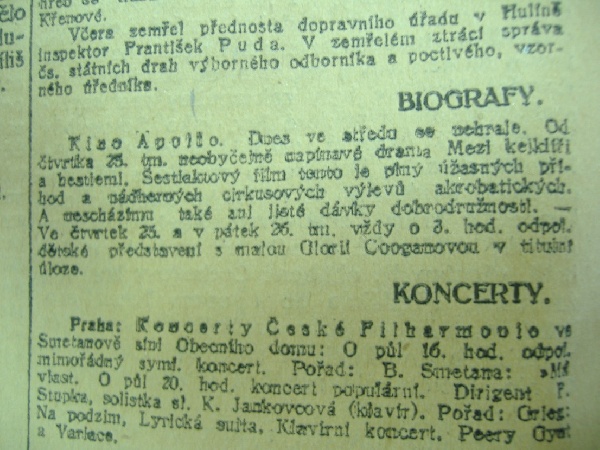 Křenové.
Včera zemřel přednosta dopravního úřadu v Hulíně
inspektor František Puda. V zemřelém ztrácí správa
čs. státních drah výborného odborníka a poctivého, vzor-
ného úředníka.
BIOGRAFY.
Kino Apollo. Dnes ve středu se nehraje. Od
čtvrtka 25. tm. neobyčejně napínavé drama Mezi kejklíři
a bestiemi. Šestiaktový film tento je plný úžasných pří-
hod a nádherných cirkusových výjevů akrobatických.
A nescházímu také ani jisté dávky dobrodružnosti. —
Ve čtvrtek 25. a v pátek 26. tm. vždy o 3. hod. odpol.
dětské představení s malou Glorií Cooganovou v titulní
úloze.
KONCERTY.
Praha: Koncerty České Filharmonie ve
Smetanově síni Obecního domu: O půl 16. hod. odpol.
mimořádný symf. koncert. Pořad: B. Smetana: »Má
vlast. O půl 20. hod. koncert populární. Dirigent F.
Stupka, solistka sl. K. Jankovcová (klavír). Pořad: Grieg:
Na podzim, Lyrická suita, Klavírní koncert. Peery Gynt
a Variace.